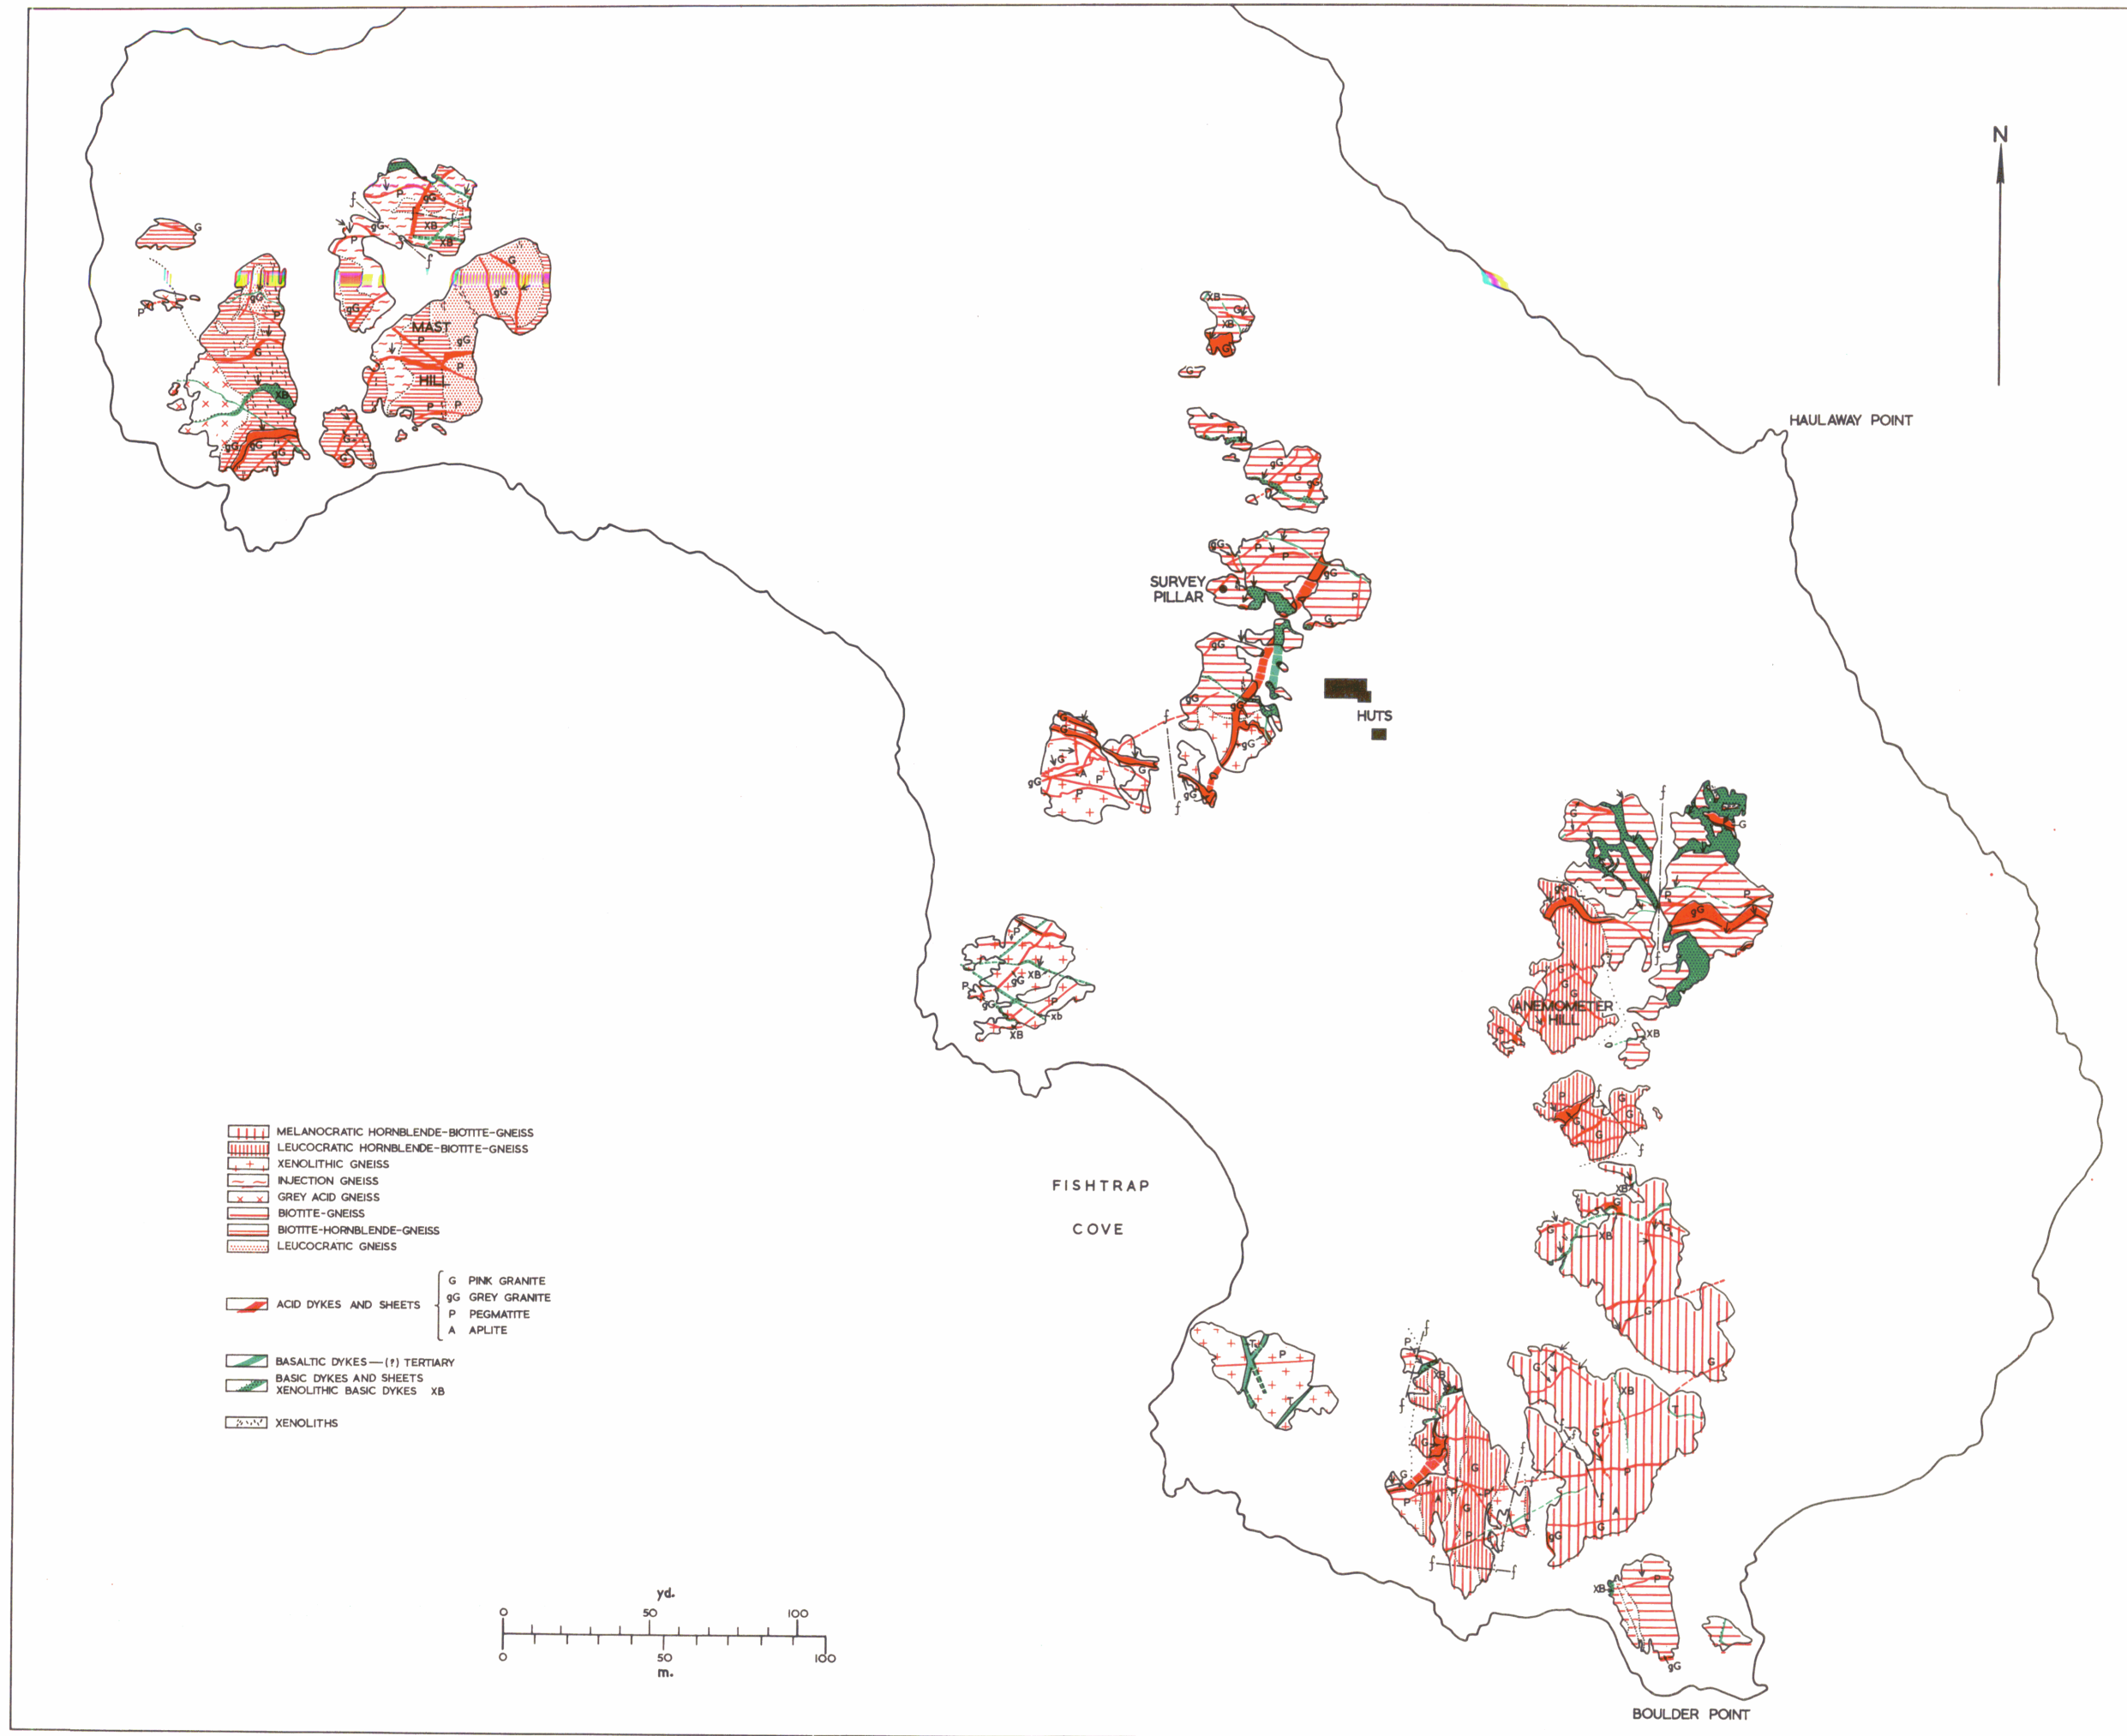 N
HAULAWAY POINT
MAST
HILL
SURVEY
PILLAR
HUTS
ANEMOMETER
HILL
FISHTRAP
COVE
BOULDER POINT
MELANOCRATIC HORNBLENDE-BIOTITE-GNEISS
LEUCOCRATIC HORNBLENDE-BIOTITE-GNEISS
XENOLITHIC GNEISS
INJECTION GNEISS
GREY ACID GNEISS
BIOTITE-GNEISS
BIOTITE-HORNBLENDE-GNEISS
LEUCOCRATIC GNEISS
ACID DYKES AND SHEETS
G PINK GRANITE
gG GREY GRANITE
P PEGMATITE
A APLITE
BASALTIC DYKES—(?) TERTIARY
BASIC DYKES AND SHEETS
XENOLITHIC BASIC DYKES XB
XENOLITHS
yd.
0 50 100
0 50 100
m.